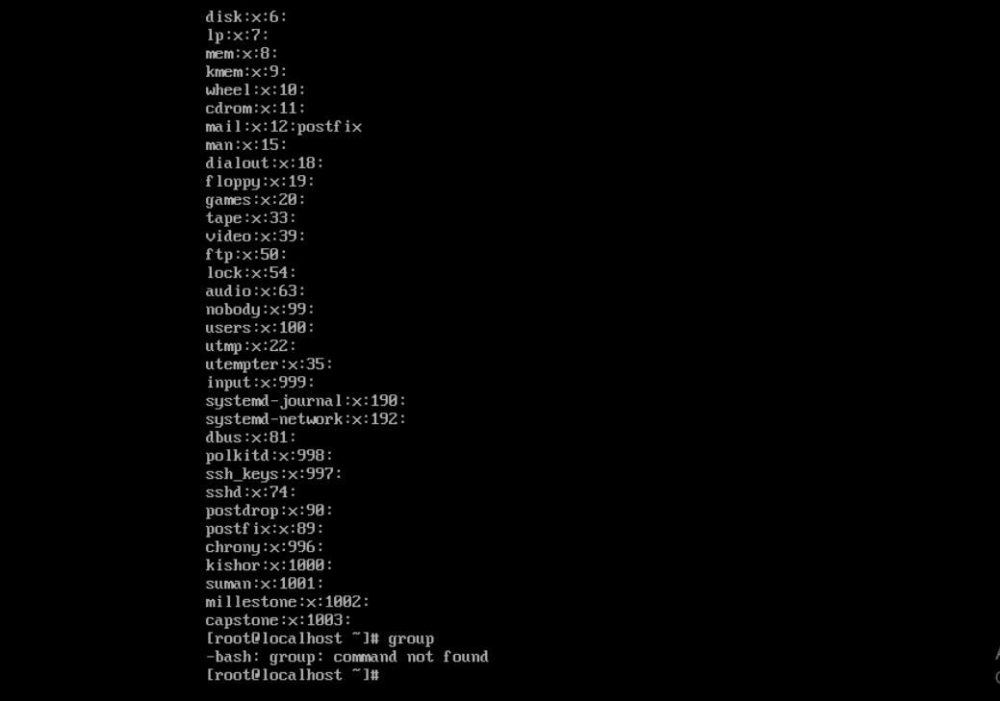 disk:x:6:
lp:x:7:
mem:x:8:
kmem:x:9:
wheel:x:10:
cdrom:x:11:
mail:x:12:postfix
man:x:15:
dialout:x:18:
floppy:x:19:
games:x:20:
tape:x:33:
video:x:39:
ftp:x:50:
lock:x:54:
audio:x:63:
nobody:x:99:
users:x:100:
utmp:x:22:
utempter:x:35:
input:x:999:
systemd-journal:x:190:
systemd-network:x:192:
dbus:x:81:
polkitd:x:998:
ssh_keys:x:997:
sshd:x:74:
postdrop:x:90:
postfix:x:89:
chrony:x:996:
kishor:x:1000:
suman:x:1001:
millestone:x:1002:
capstone:x:1003:
[root@localhost ~]# group
-bash: group: command not found
[root@localhost ~]#